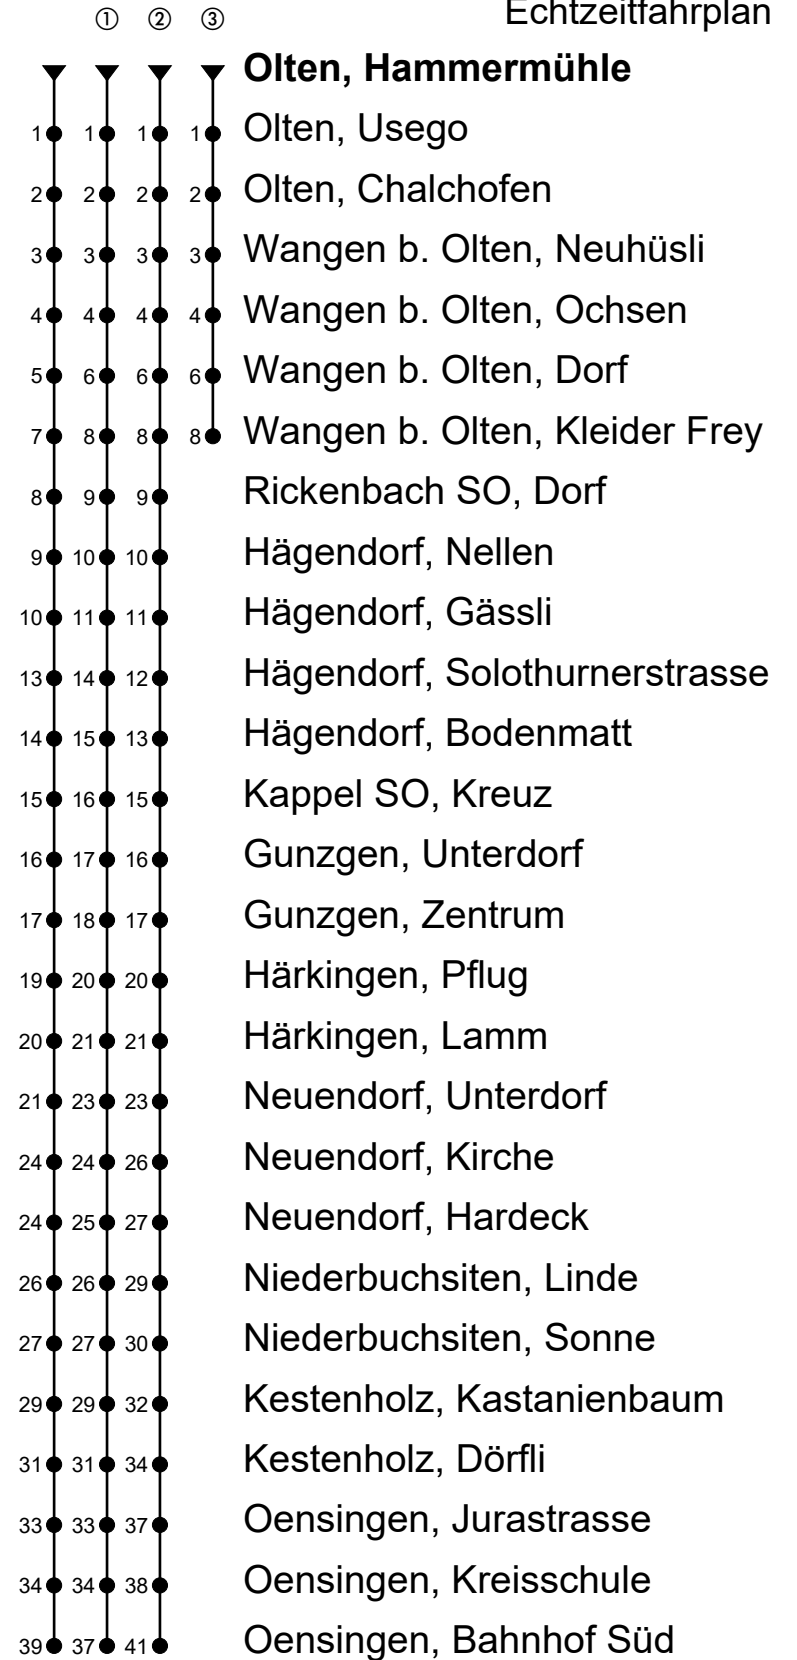 Echtzeitfahrplan
① ② ③
Olten, Hammermühle
1 1 1 1 Olten, Usego
2 2 2 2 Olten, Chalchofen
3 3 3 3 Wangen b. Olten, Neuhüsli
4 4 4 4 Wangen b. Olten, Ochsen
5 6 6 6 Wangen b. Olten, Dorf
7 8 8 8 Wangen b. Olten, Kleider Frey
8 9 9 Rickenbach SO, Dorf
9 10 10 Hägendorf, Nellen
10 11 11 Hägendorf, Gässli
13 14 12 Hägendorf, Solothurnerstrasse
14 15 13 Hägendorf, Bodenmatt
15 16 15 Kappel SO, Kreuz
16 17 16 Gunzgen, Unterdorf
17 18 17 Gunzgen, Zentrum
19 20 20 Härkingen, Pflug
20 21 21 Härkingen, Lamm
21 23 23 Neuendorf, Unterdorf
24 24 26 Neuendorf, Kirche
24 25 27 Neuendorf, Hardeck
26 26 29 Niederbuchsiten, Linde
27 27 30 Niederbuchsiten, Sonne
29 29 32 Kestenholz, Kastanienbaum
31 31 34 Kestenholz, Dörfli
33 33 37 Oensingen, Jurastrasse
34 34 38 Oensingen, Kreisschule
39 37 41 Oensingen, Bahnhof Süd